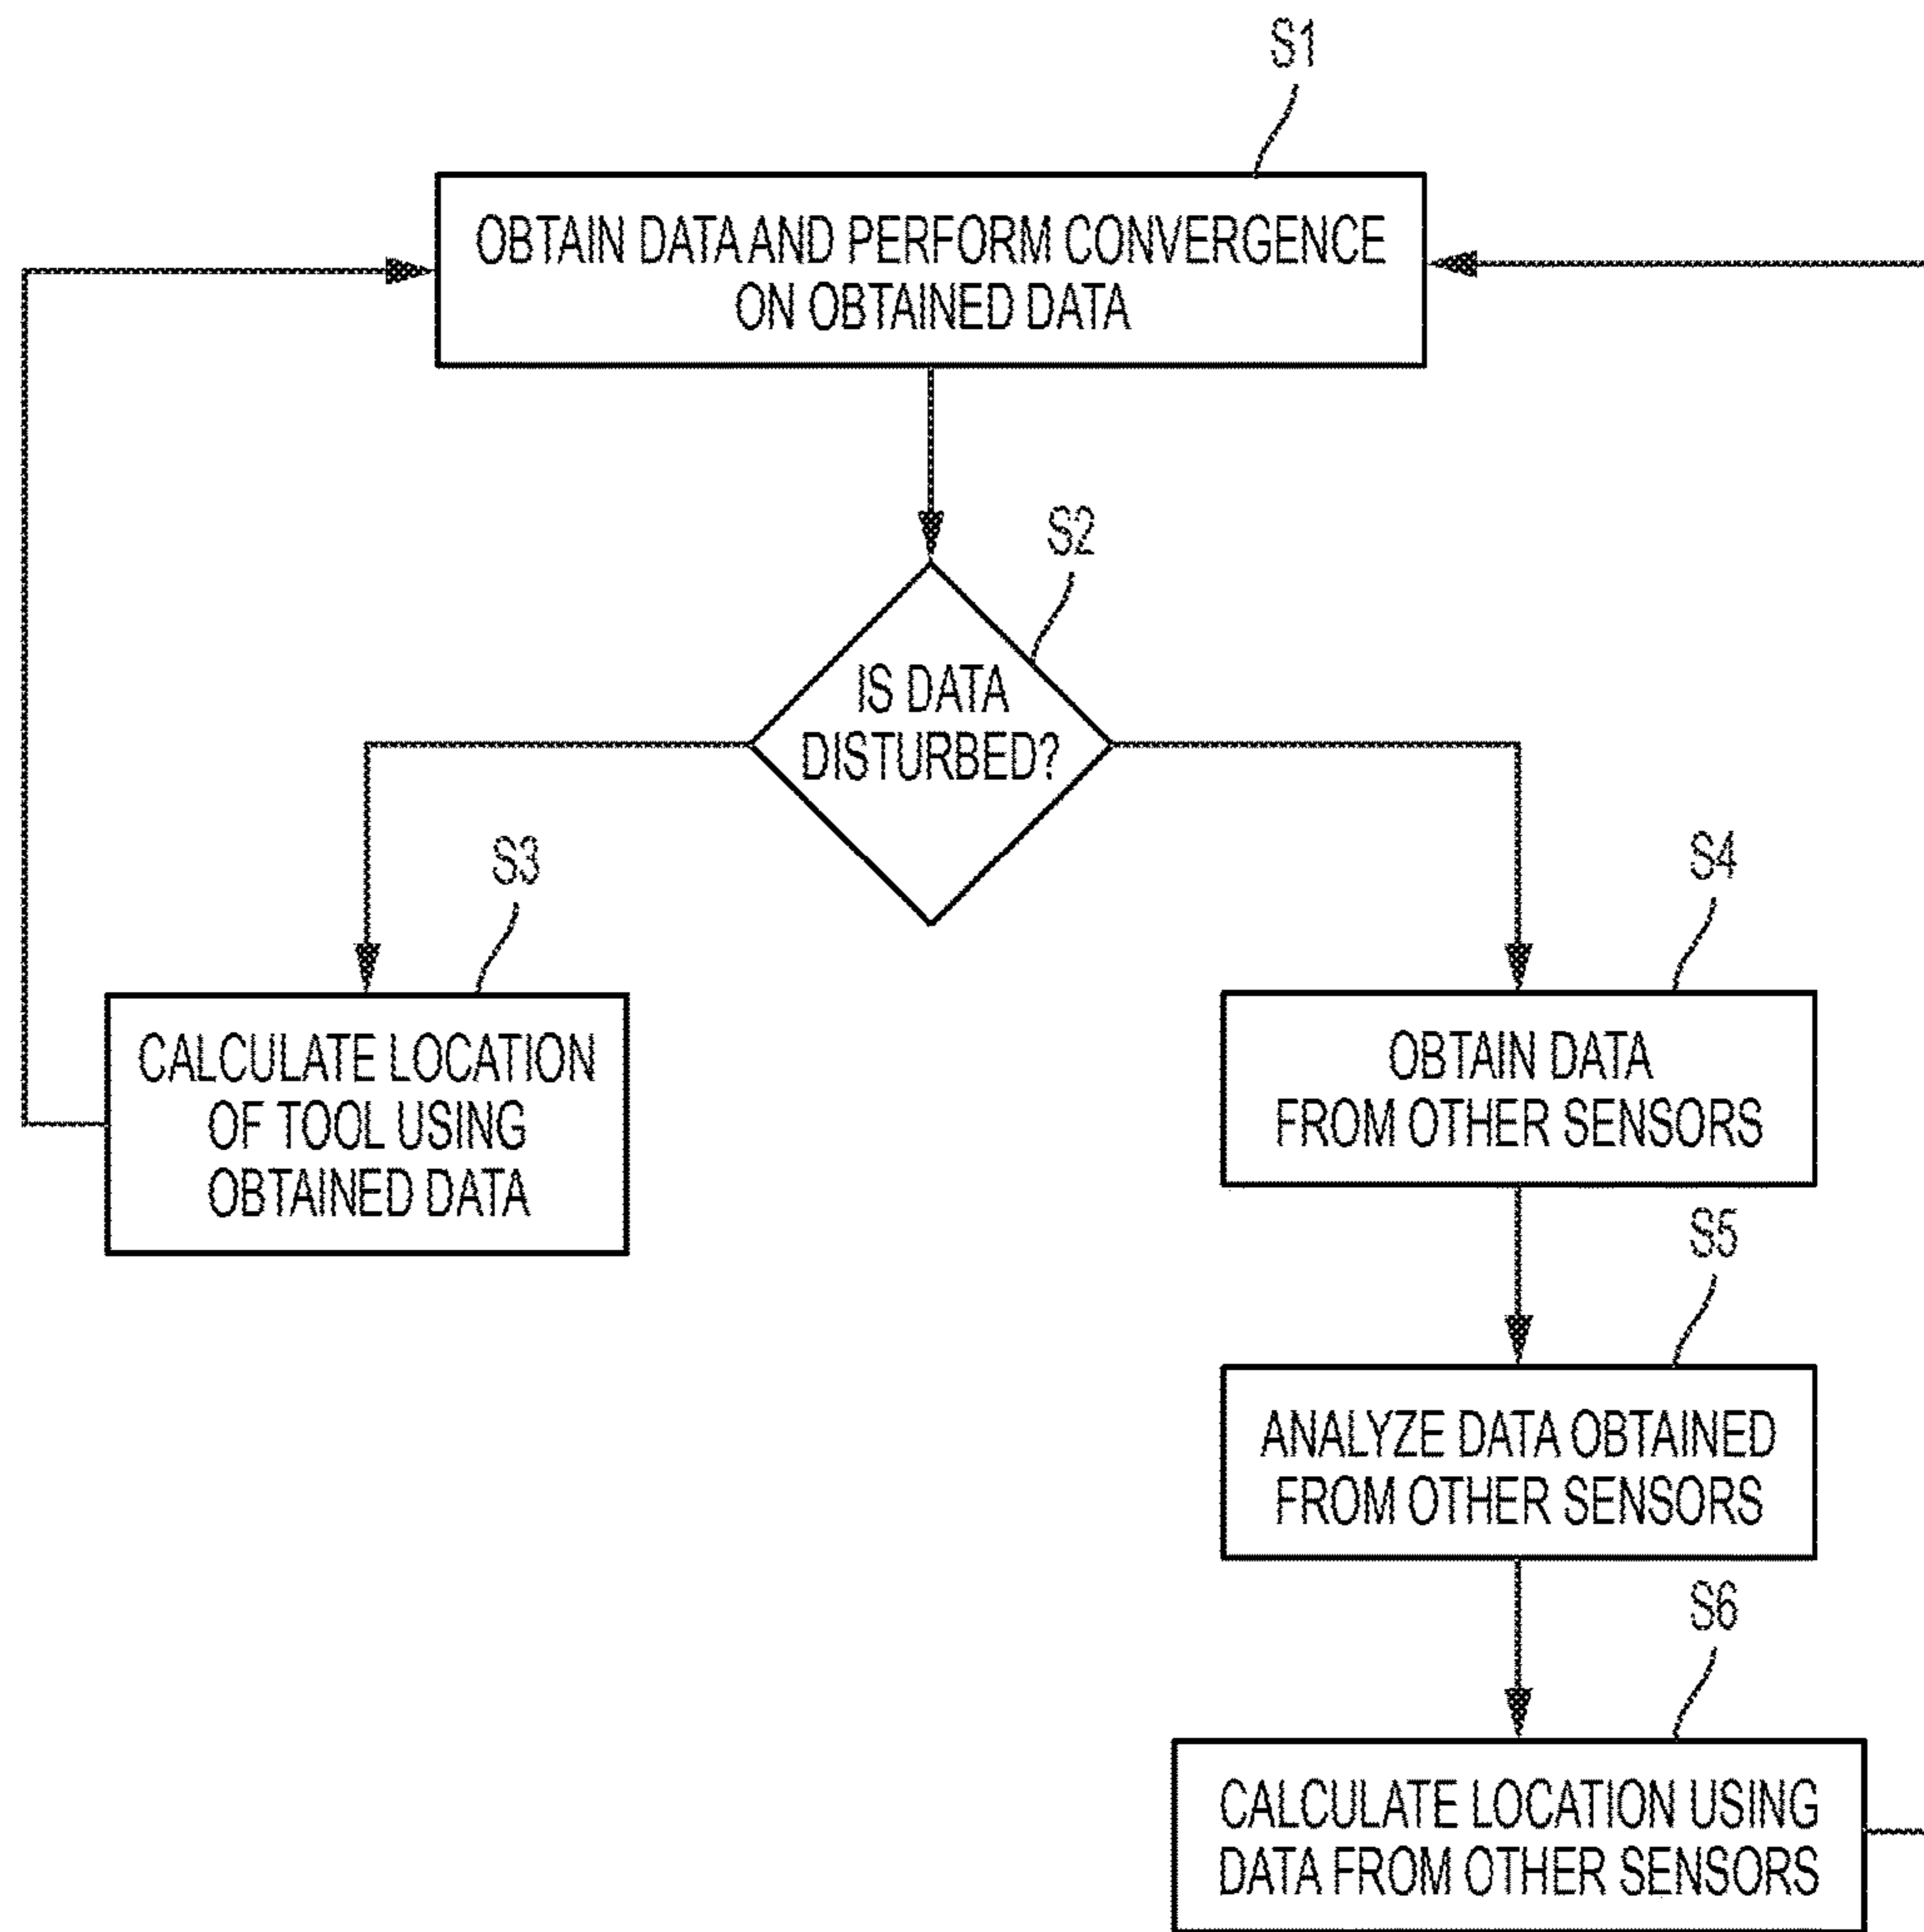 S1
OBTAIN DATA AND PERFORM CONVERGENCE
ON OBTAINED DATA
S2
IS DATA
DISTURBED?
S3
CALCULATE LOCATION
OF TOOL USING
OBTAINED DATA
S4
OBTAIN DATA
FROM OTHER SENSORS
S5
ANALYZE DATA OBTAINED
FROM OTHER SENSORS
S6
CALCULATE LOCATION USING
DATA FROM OTHER SENSORS